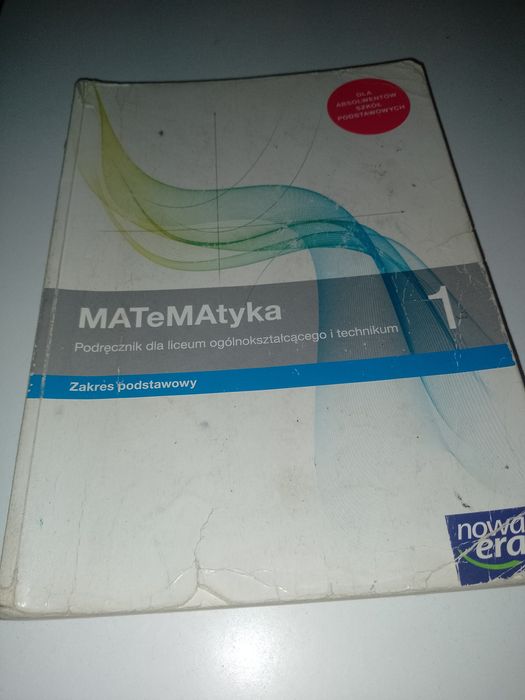 DLA
ABSOLWENTÓW
SZKÓŁ
PODSTAWOWYCH
MATeMAtyka 1
Podręcznik dla liceum ogólnokształcącego i technikum
Zakres podstawowy
nowa
era